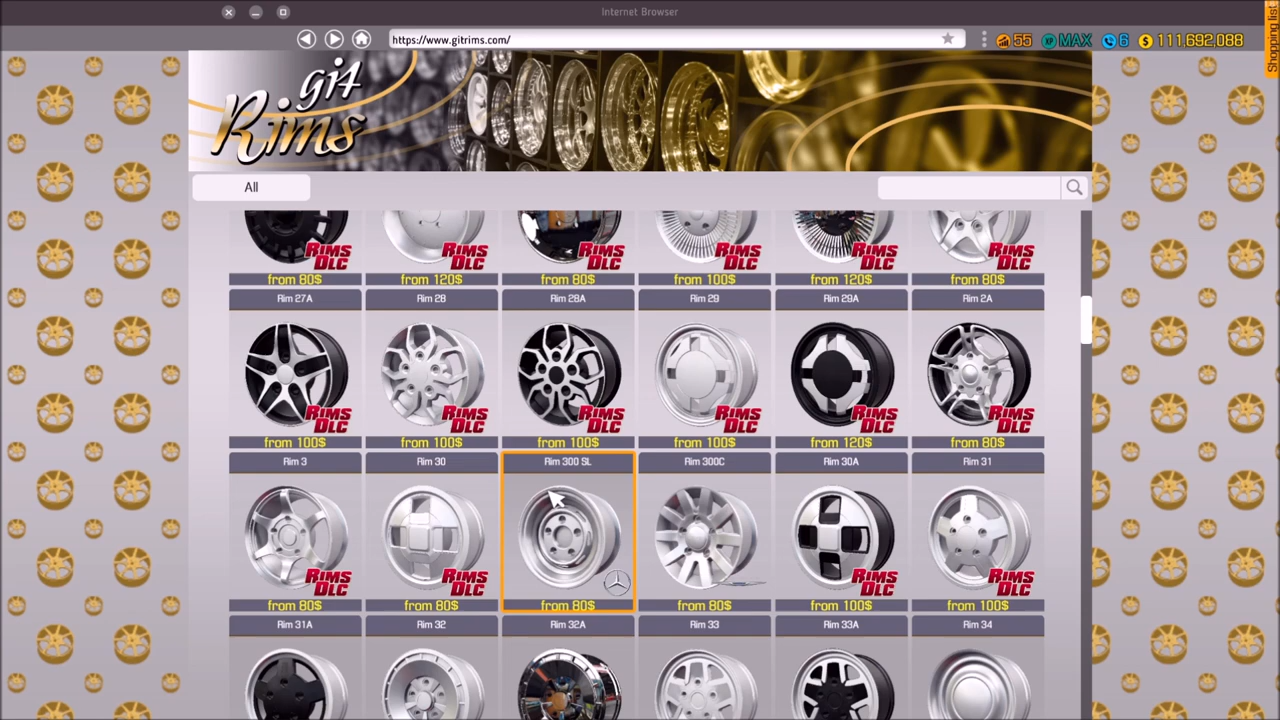 Internet Browser
https://www.gitrims.com/
55 XP MAX 6 $ 111,692,088
Shopping list
git Rims
All
RIMS DLC RIMS DLC RIMS DLC RIMS DLC RIMS DLC RIMS DLC
from 80$ from 120$ from 80$ from 100$ from 120$ from 80$
Rim 27A Rim 28 Rim 28A Rim 29 Rim 29A Rim 2A
RIMS DLC RIMS DLC RIMS DLC RIMS DLC RIMS DLC RIMS DLC
from 100$ from 100$ from 100$ from 100$ from 120$ from 80$
Rim 3 Rim 30 Rim 300 SL Rim 300C Rim 30A Rim 31
RIMS DLC RIMS DLC RIMS DLC RIMS DLC
from 80$ from 80$ from 80$ from 80$ from 100$ from 100$
Rim 31A Rim 32 Rim 32A Rim 33 Rim 33A Rim 34